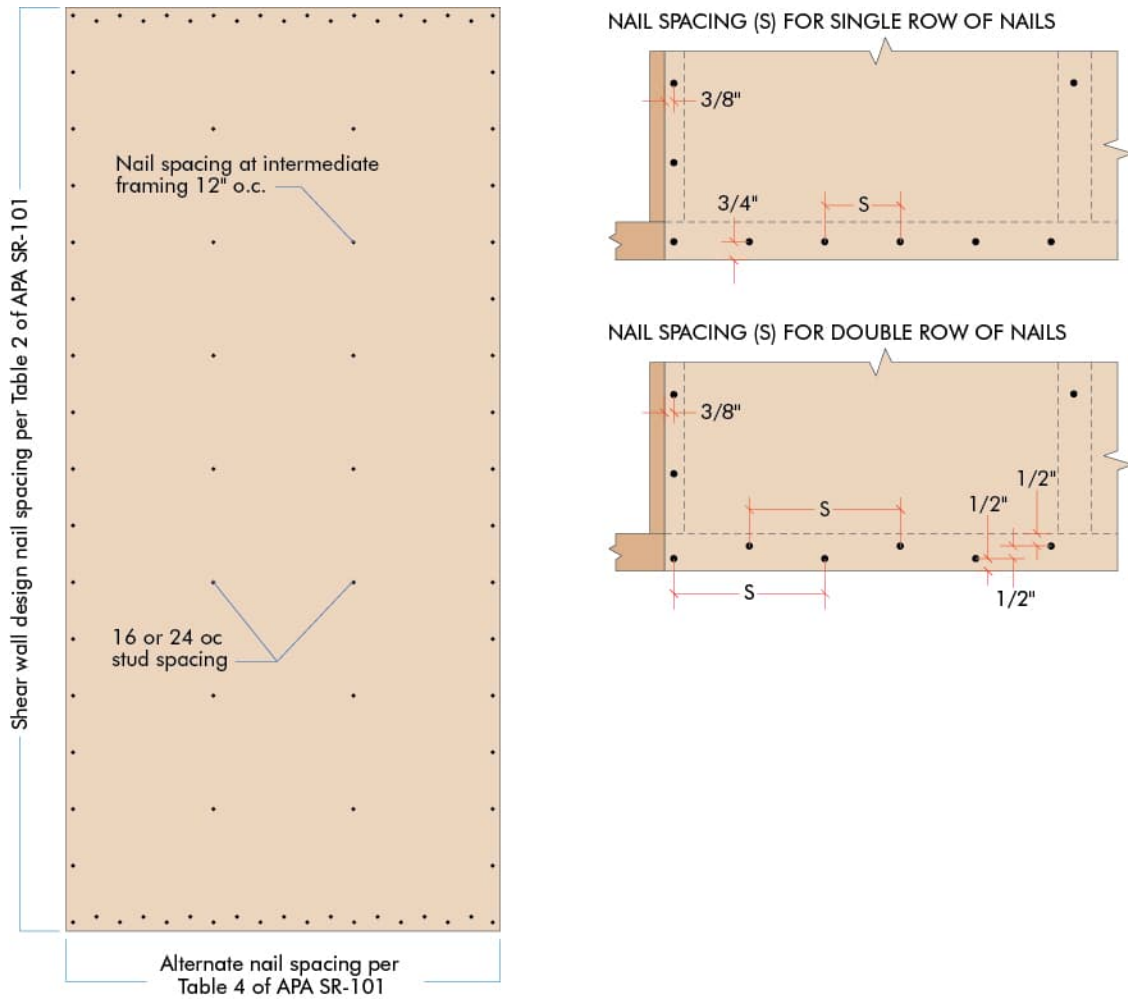 Shear wall design nail spacing per Table 2 of APA SR-101
Nail spacing at intermediate
framing 12" o.c.
16 or 24 oc
stud spacing
Alternate nail spacing per
Table 4 of APA SR-101
NAIL SPACING (S) FOR SINGLE ROW OF NAILS
3/8"
3/4"
S
NAIL SPACING (S) FOR DOUBLE ROW OF NAILS
3/8"
1/2"
1/2"
S
S
1/2"